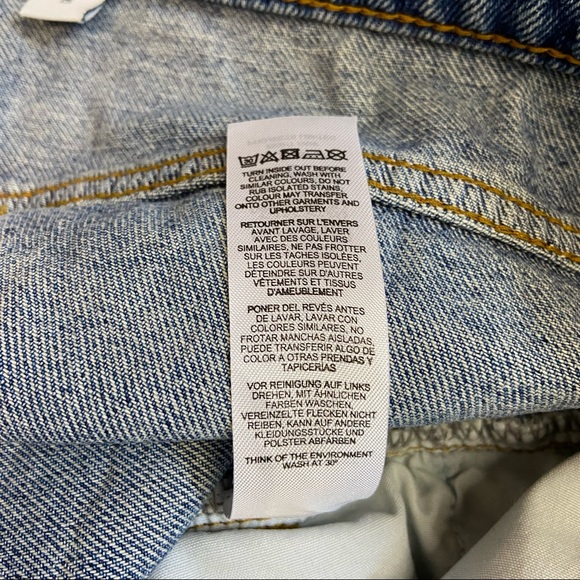 TURN INSIDE OUT BEFORE
CLEANING, WASH WITH
SIMILAR COLOURS, DO NOT
RUB ISOLATED STAINS,
COLOUR MAY TRANSFER
ONTO OTHER GARMENTS AND
UPHOLSTERY
RETOURNER SUR L'ENVERS
AVANT LAVAGE, LAVER
AVEC DES COULEURS
SIMILAIRES, NE PAS FROTTER
SUR LES TACHES ISOLÉES,
LES COULEURS PEUVENT
DÉTEINDRE SUR D'AUTRES
VÊTEMENTS ET TISSUS
D'AMEUBLEMENT
PONER DEL REVÉS ANTES
DE LAVAR, LAVAR CON
COLORES SIMILARES, NO
FROTAR MANCHAS AISLADAS,
PUEDE TRANSFERIR ALGO DE
COLOR A OTRAS PRENDAS Y
TAPICERÍAS
VOR REINIGUNG AUF LINKS
DREHEN, MIT ÄHNLICHEN
FARBEN WASCHEN,
VEREINZELTE FLECKEN NICHT
REIBEN, KANN AUF ANDERE
KLEIDUNGSSTÜCKE UND
POLSTER ABFÄRBEN
THINK OF THE ENVIRONMENT
WASH AT 30°